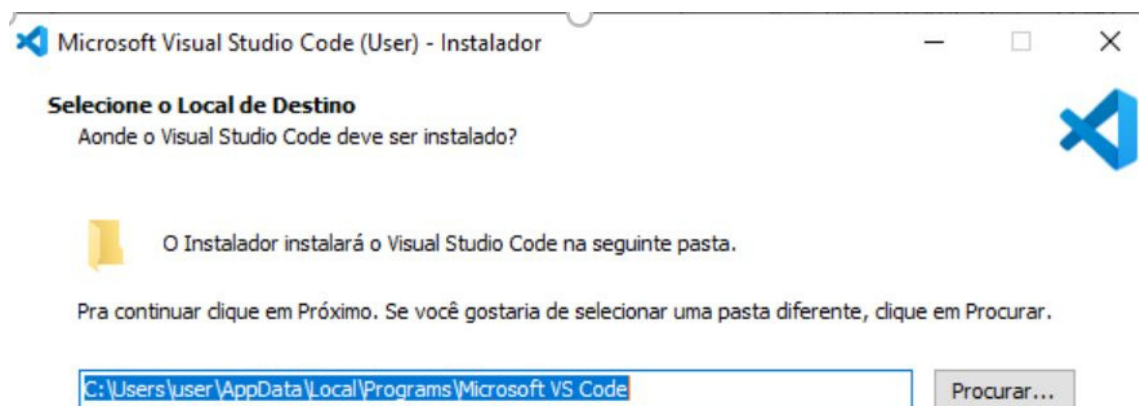 Microsoft Visual Studio Code (User) - Instalador
Selecione o Local de Destino
Aonde o Visual Studio Code deve ser instalado?
O Instalador instalará o Visual Studio Code na seguinte pasta.
Pra continuar clique em Próximo. Se você gostaria de selecionar uma pasta diferente, clique em Procurar.
C:\Users\user\AppData\Local\Programs\Microsoft VS Code
Procurar...